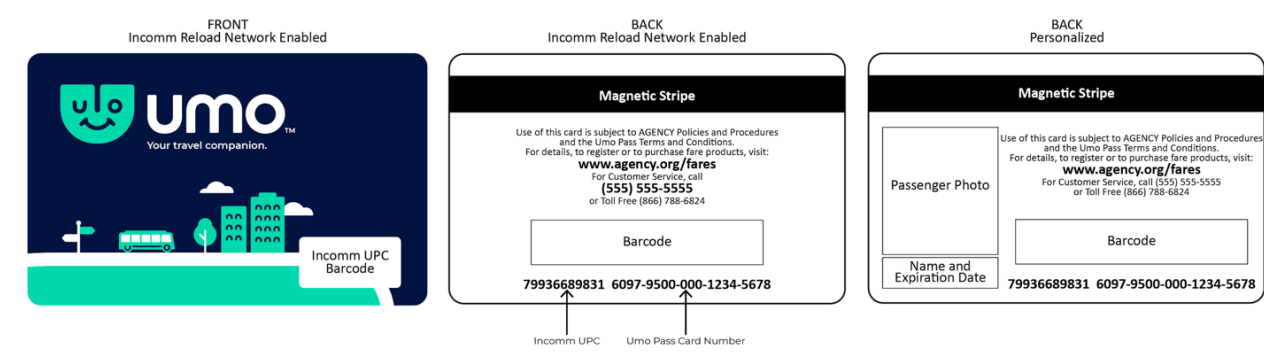 FRONT
Incomm Reload Network Enabled
ulo
umo™
Your travel companion.
Incomm UPC
Barcode
BACK
Incomm Reload Network Enabled
Magnetic Stripe
Use of this card is subject to AGENCY Policies and Procedures
and the Umo Pass Terms and Conditions.
For details, to register or to purchase fare products, visit:
www.agency.org/fares
For Customer Service, call
(555) 555-5555
or Toll Free (866) 788-6824
Barcode
79936689831 6097-9500-000-1234-5678
Incomm UPC
Umo Pass Card Number
BACK
Personalized
Magnetic Stripe
Passenger Photo
Name and
Expiration Date
Use of this card is subject to AGENCY Policies and Procedures
and the Umo Pass Terms and Conditions.
For details, to register or to purchase fare products, visit:
www.agency.org/fares
For Customer Service, call (555) 555-5555
or Toll Free (866) 788-6824
Barcode
79936689831 6097-9500-000-1234-5678